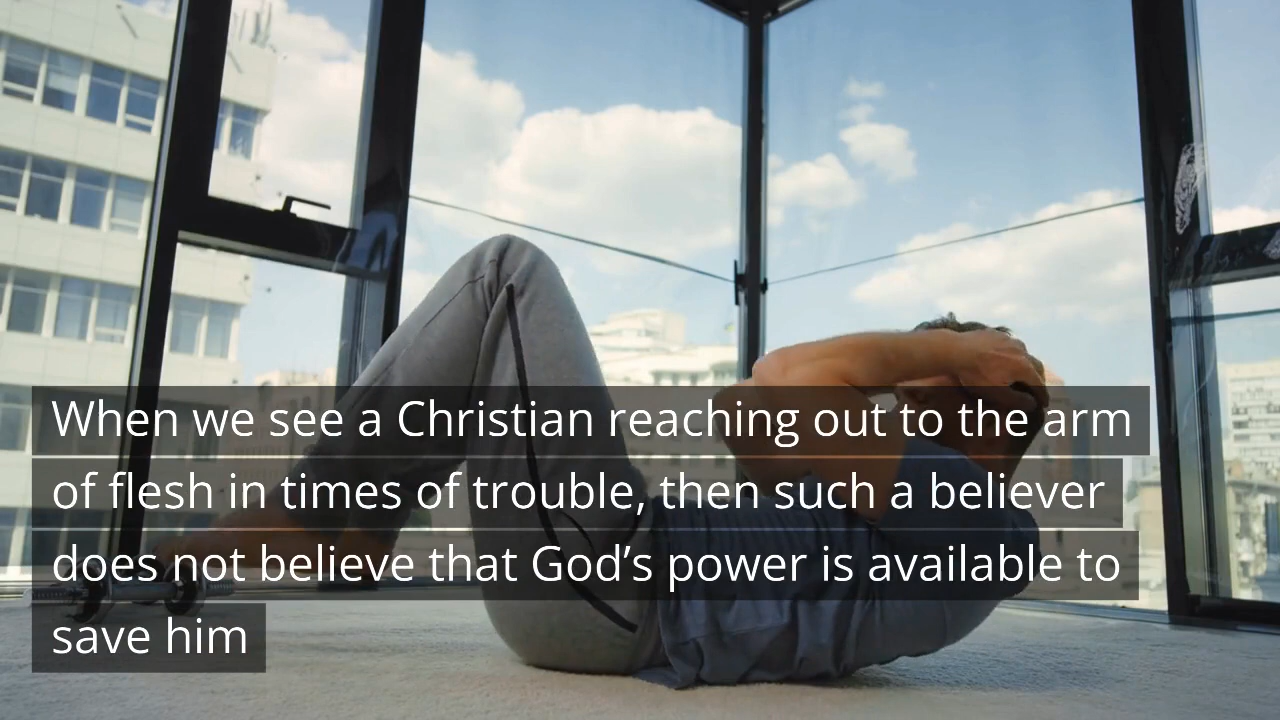 When we see a Christian reaching out to the arm
of flesh in times of trouble, then such a believer
does not believe that God’s power is available to
save him